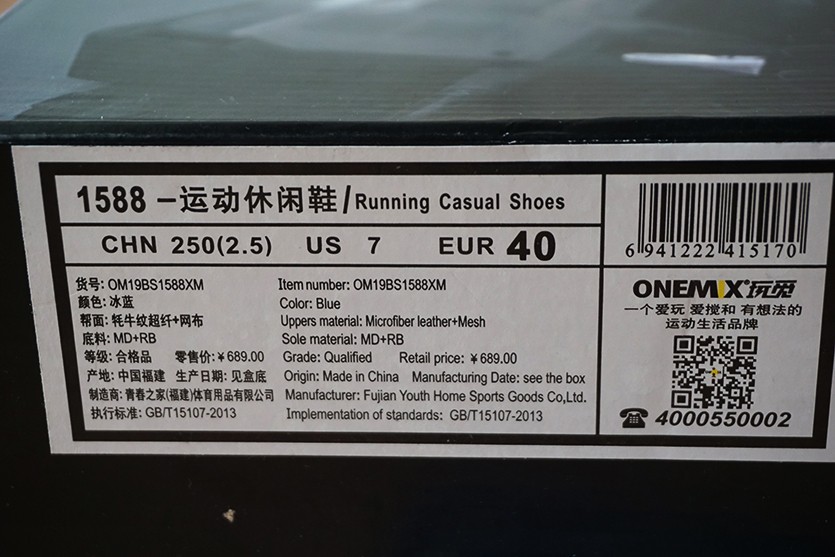 1588 -运动休闲鞋/Running Casual Shoes
CHN 250(2.5) US 7 EUR 40
货号: OM19BS1588XM Item number: OM19BS1588XM
颜色: 冰蓝 Color: Blue
帮面: 牦牛纹超纤+网布 Uppers material: Microfiber leather+Mesh
底料: MD+RB Sole material: MD+RB
等级: 合格品 零售价: ¥689.00 Grade: Qualified Retail price: ¥689.00
产地: 中国福建 生产日期: 见盒底 Origin: Made in China Manufacturing Date: see the box
制造商: 青春之家(福建)体育用品有限公司 Manufacturer: Fujian Youth Home Sports Goods Co,Ltd.
执行标准: GB/T15107-2013 Implementation of standards: GB/T15107-2013
6 941222 415170
ONEMIX®玩觅
一个爱玩 爱搅和 有想法的
运动生活品牌
☎4000550002